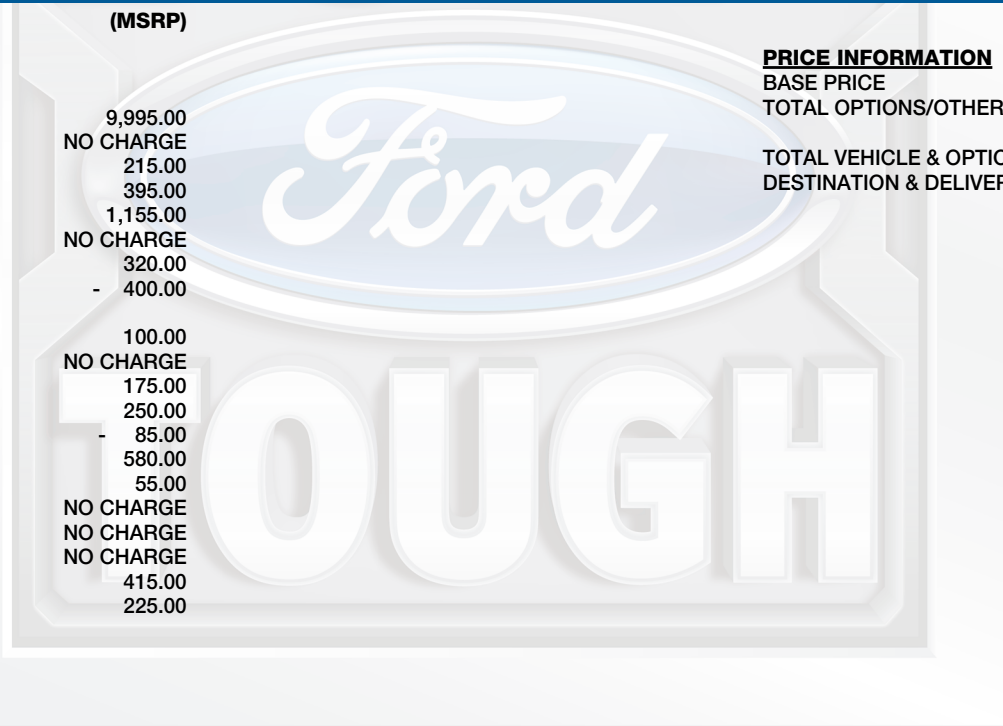 (MSRP)
9,995.00
NO CHARGE
215.00
395.00
1,155.00
NO CHARGE
320.00
- 400.00
100.00
NO CHARGE
175.00
250.00
- 85.00
580.00
55.00
NO CHARGE
NO CHARGE
NO CHARGE
415.00
225.00
PRICE INFORMATION
BASE PRICE
TOTAL OPTIONS/OTHER
TOTAL VEHICLE & OPTIO
DESTINATION & DELIVER
Ford
TOUGH